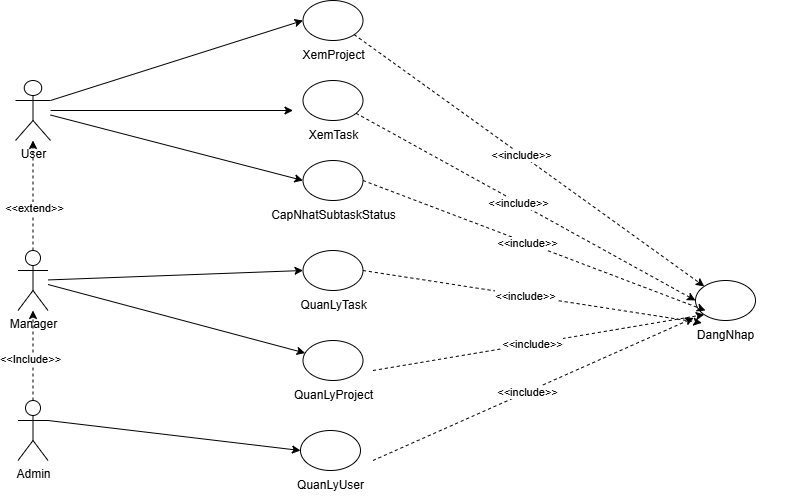 XemProject
User
XemTask
<<include>>
<<extend>>
CapNhatSubtaskStatus
<<include>>
<<include>>
Manager
QuanLyTask
<<include>>
DangNhap
<<Include>>
QuanLyProject
<<include>>
Admin
QuanLyUser
<<include>>